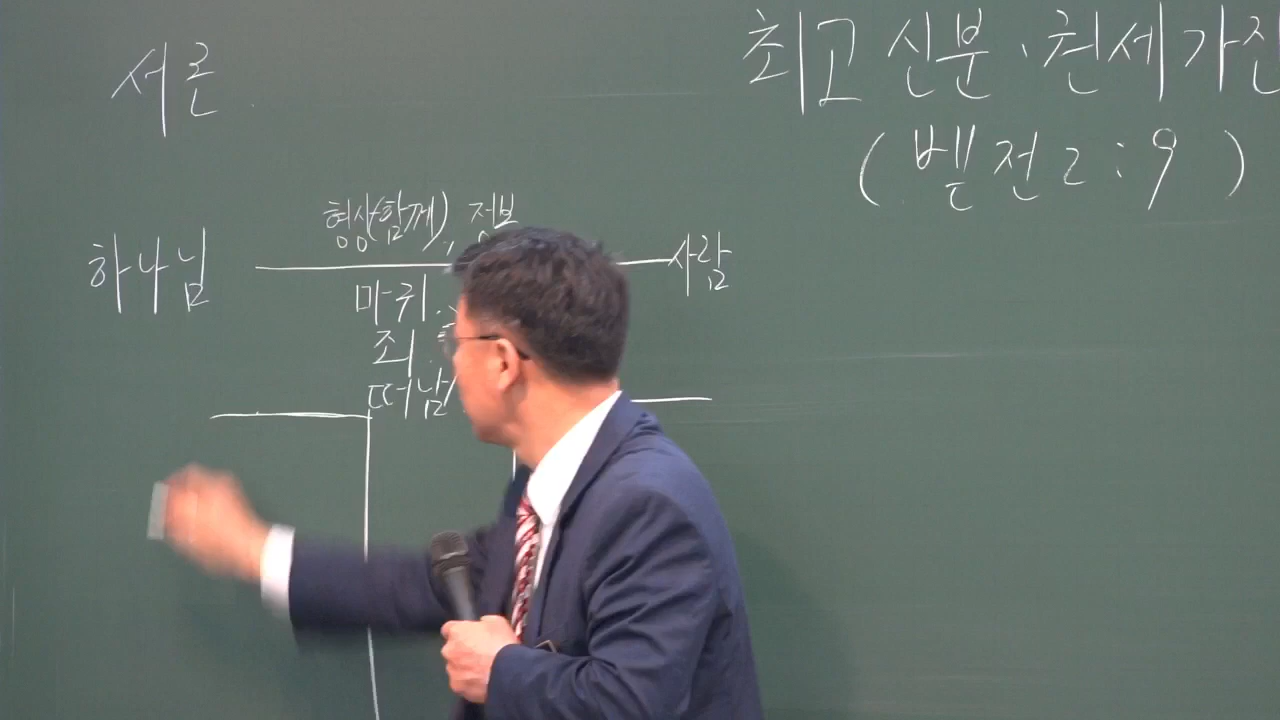 최고 신분、권세 가진
(벧전2:9)
서론
형상(함께), 정보
하나님 사람
마귀.
죄.
떠남